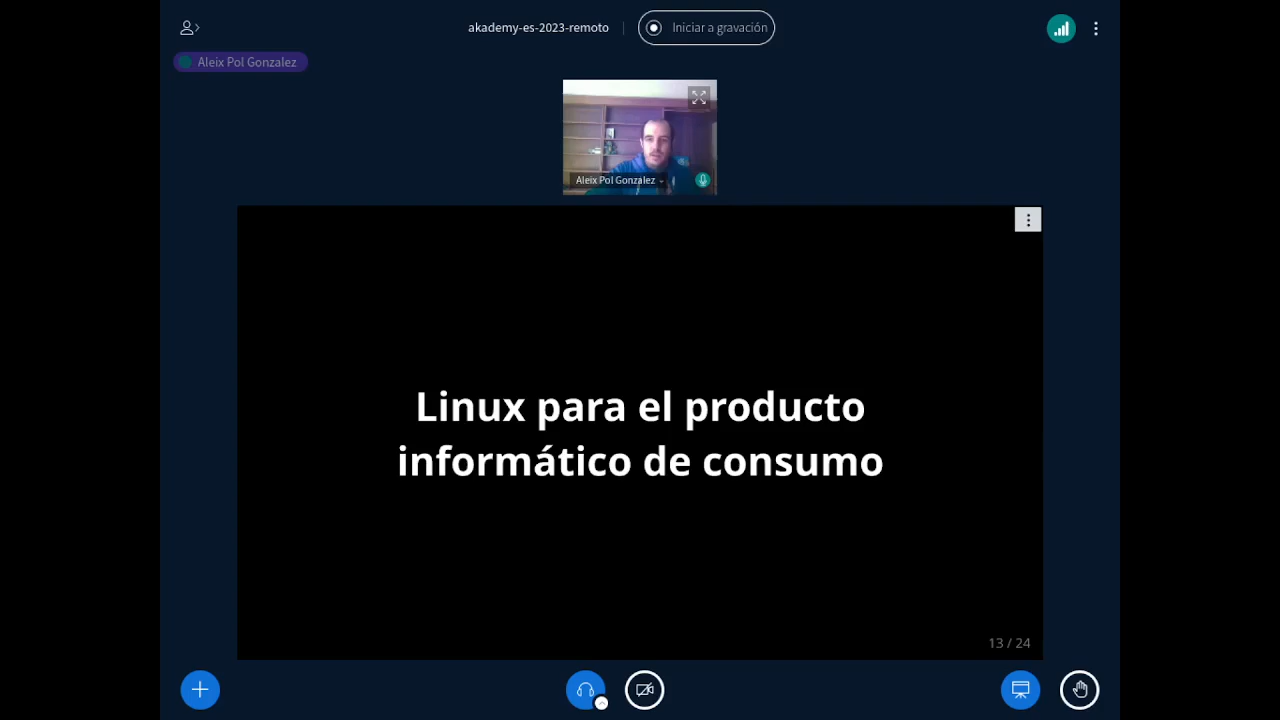 akademy-es-2023-remoto
Iniciar a gravación
Aleix Pol Gonzalez
Aleix Pol Gonzalez
Linux para el producto
informático de consumo
13 / 24